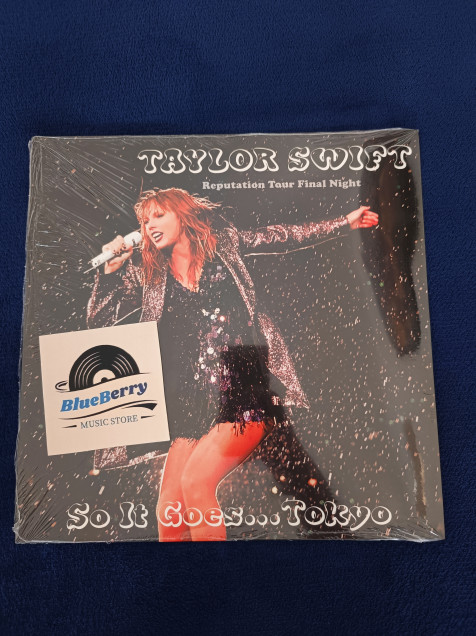 TAYLOR SWIFT
Reputation Tour Final Night
BlueBerry
MUSIC STORE
So It Goes...Tokyo